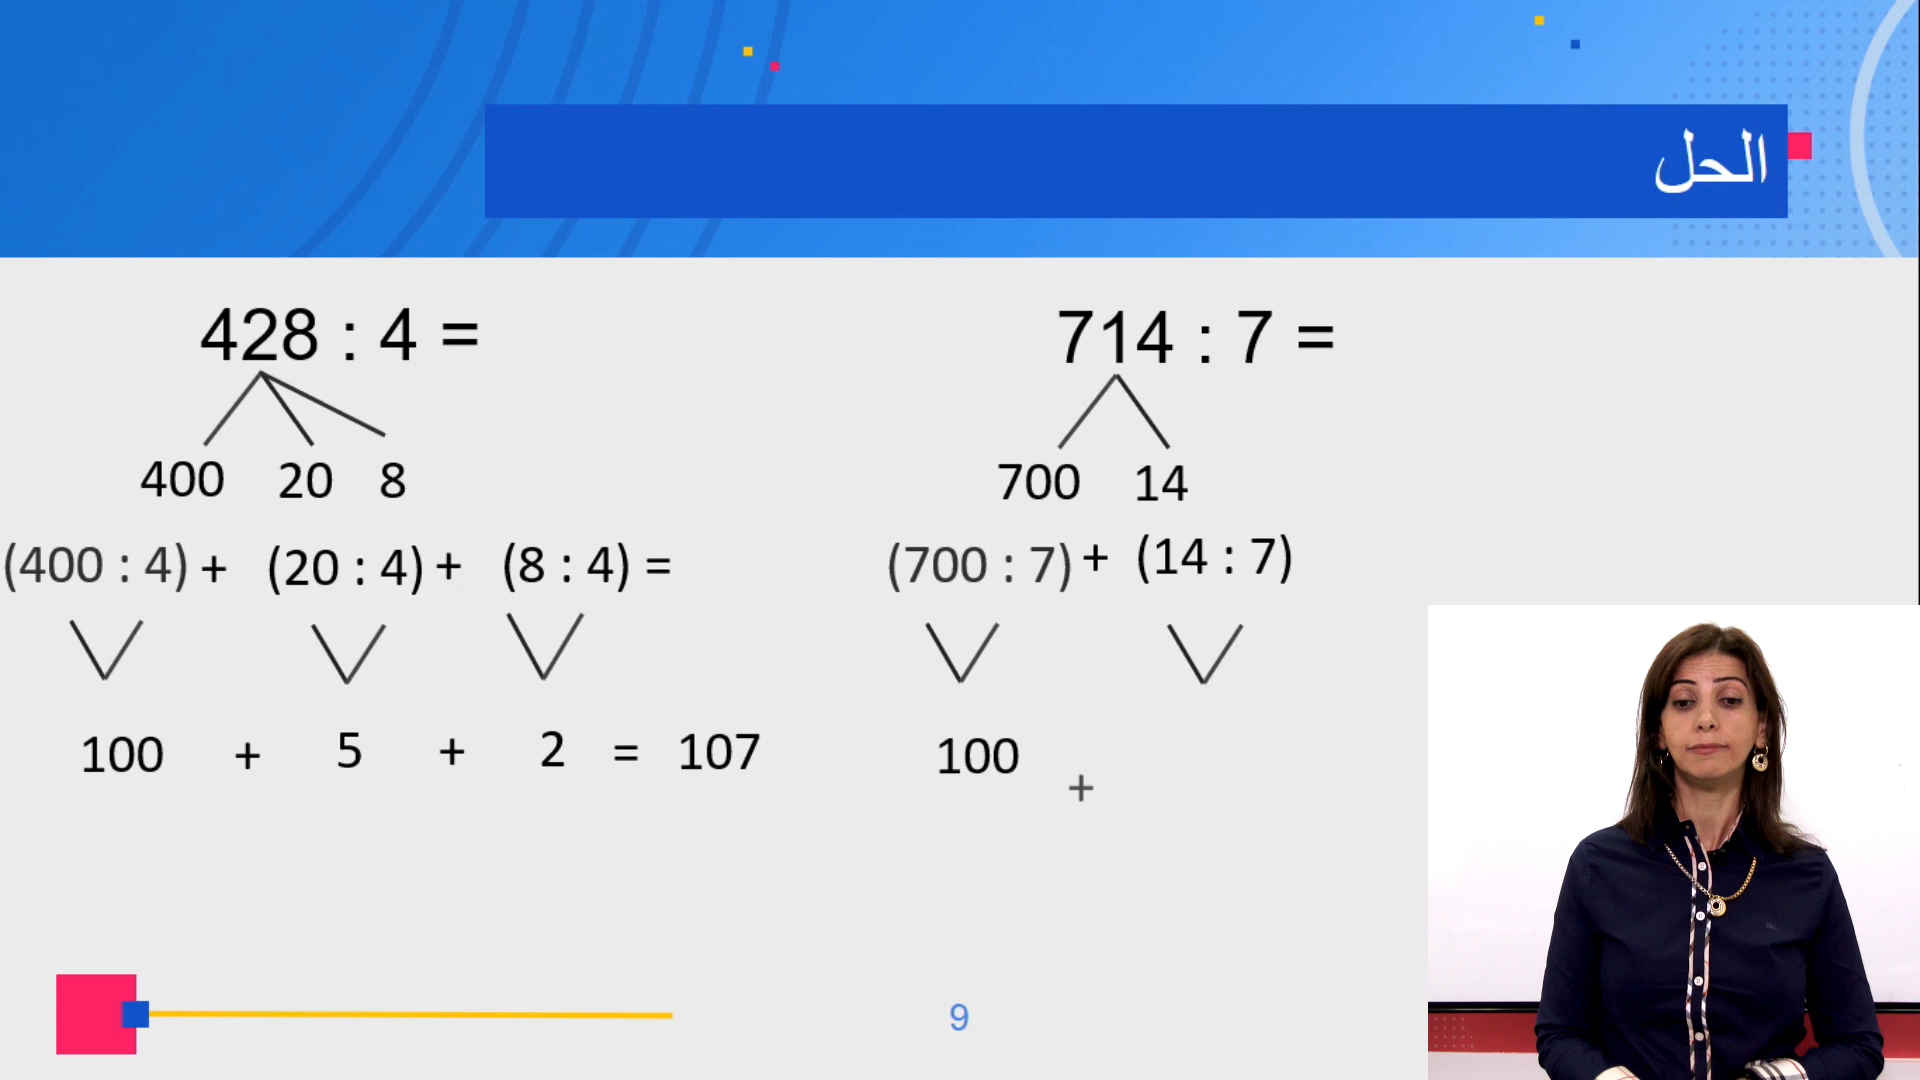 الحل
428 : 4 =
400 20 8
(400 : 4) + (20 : 4) + (8 : 4) =
100 + 5 + 2 = 107
714 : 7 =
700 14
(700 : 7) + (14 : 7)
100 +
9